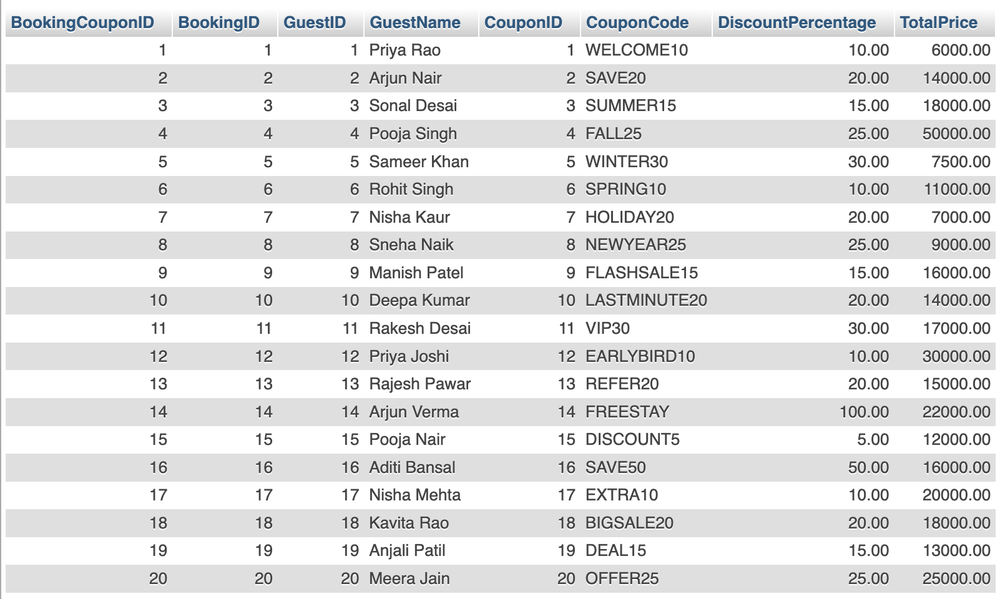 BookingCouponID BookingID GuestID GuestName CouponID CouponCode DiscountPercentage TotalPrice
1 1 1 Priya Rao 1 WELCOME10 10.00 6000.00
2 2 2 Arjun Nair 2 SAVE20 20.00 14000.00
3 3 3 Sonal Desai 3 SUMMER15 15.00 18000.00
4 4 4 Pooja Singh 4 FALL25 25.00 50000.00
5 5 5 Sameer Khan 5 WINTER30 30.00 7500.00
6 6 6 Rohit Singh 6 SPRING10 10.00 11000.00
7 7 7 Nisha Kaur 7 HOLIDAY20 20.00 7000.00
8 8 8 Sneha Naik 8 NEWYEAR25 25.00 9000.00
9 9 9 Manish Patel 9 FLASHSALE15 15.00 16000.00
10 10 10 Deepa Kumar 10 LASTMINUTE20 20.00 14000.00
11 11 11 Rakesh Desai 11 VIP30 30.00 17000.00
12 12 12 Priya Joshi 12 EARLYBIRD10 10.00 30000.00
13 13 13 Rajesh Pawar 13 REFER20 20.00 15000.00
14 14 14 Arjun Verma 14 FREESTAY 100.00 22000.00
15 15 15 Pooja Nair 15 DISCOUNT5 5.00 12000.00
16 16 16 Aditi Bansal 16 SAVE50 50.00 16000.00
17 17 17 Nisha Mehta 17 EXTRA10 10.00 20000.00
18 18 18 Kavita Rao 18 BIGSALE20 20.00 18000.00
19 19 19 Anjali Patil 19 DEAL15 15.00 13000.00
20 20 20 Meera Jain 20 OFFER25 25.00 25000.00